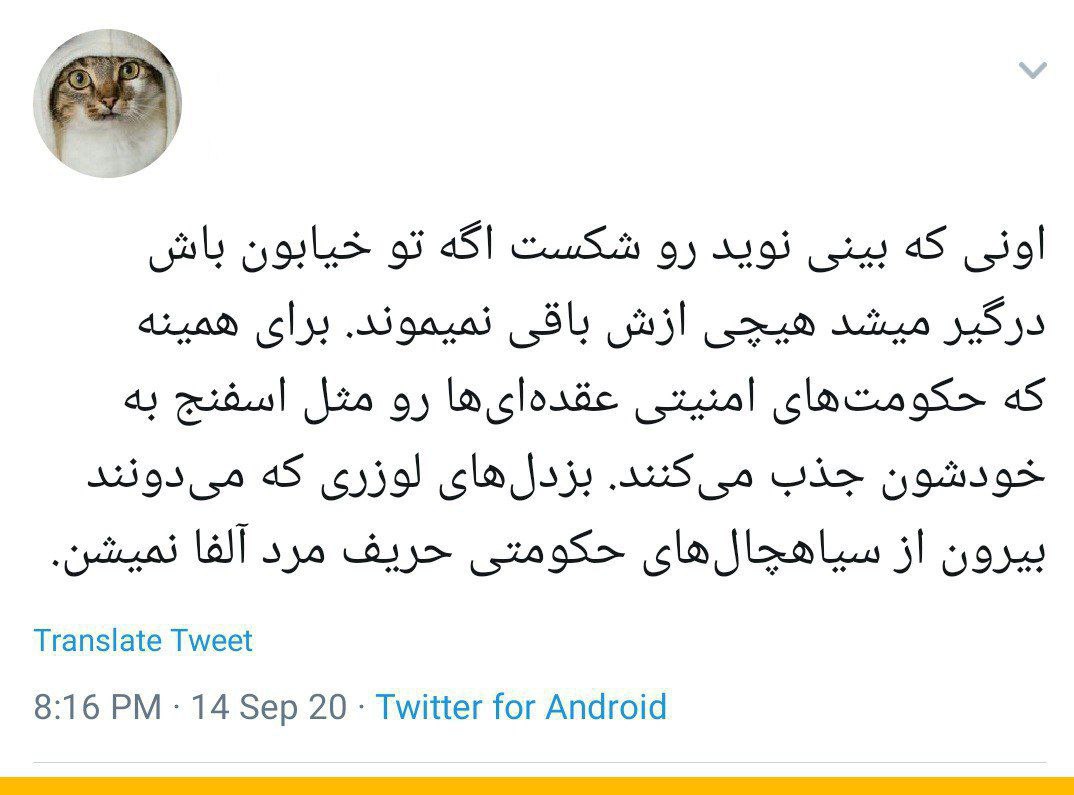 اونی که بینی نوید رو شکست اگه تو خیابون باش
درگیر میشد هیچی ازش باقی نمیموند. برای همینه
که حکومت‌های امنیتی عقده‌ای‌ها رو مثل اسفنج به
خودشون جذب می‌کنند. بزدل‌های لوزری که می‌دونند
بیرون از سیاهچال‌های حکومتی حریف مرد آلفا نمیشن.
Translate Tweet
8:16 PM · 14 Sep 20 · Twitter for Android